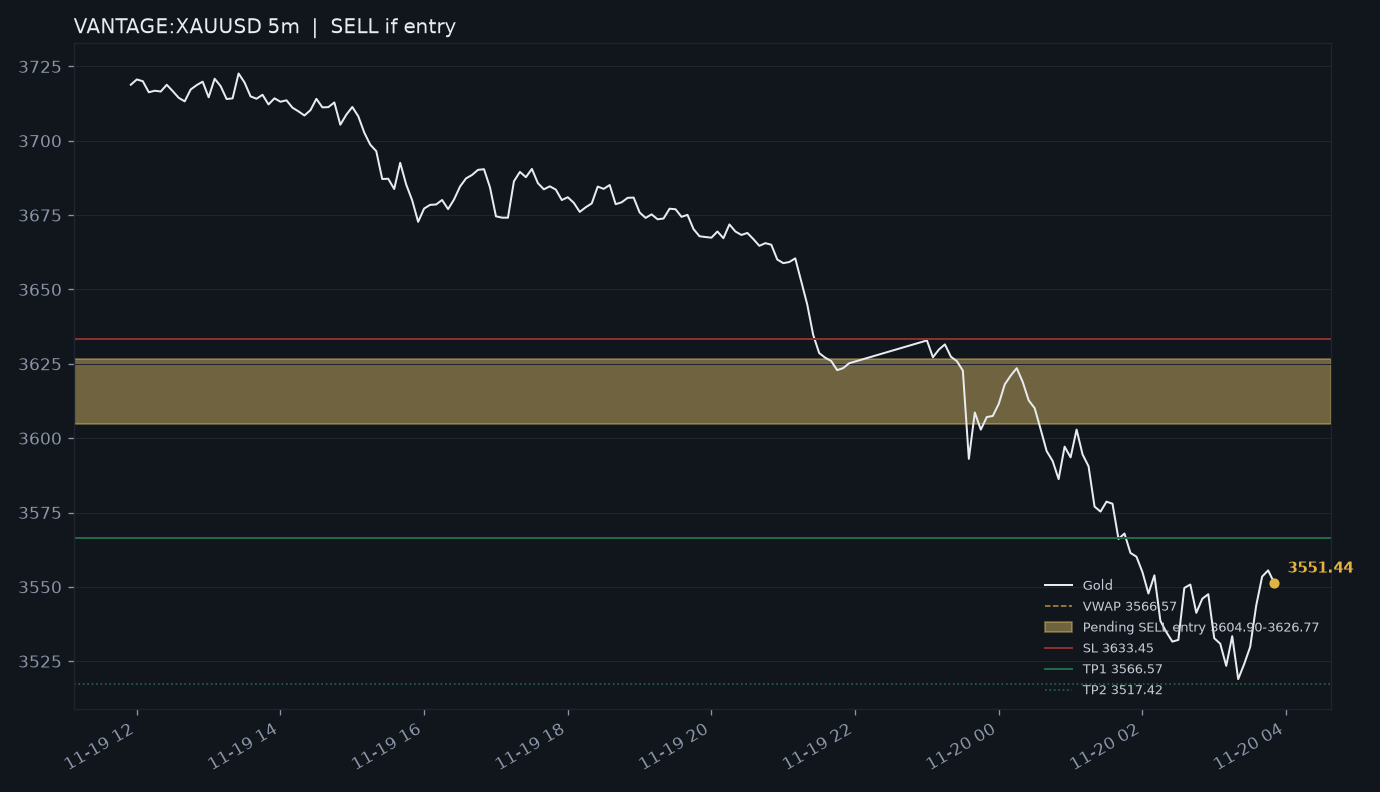 VANTAGE:XAUUSD 5m | SELL if entry
3725
3700
3675
3650
3625
3600
3575
3550
3525
3551.44
Gold
VWAP 3566.57
Pending SELL entry 3604.90-3626.77
SL 3633.45
TP1 3566.57
TP2 3517.42
11-19 12
11-19 14
11-19 16
11-19 18
11-19 20
11-19 22
11-20 00
11-20 02
11-20 04